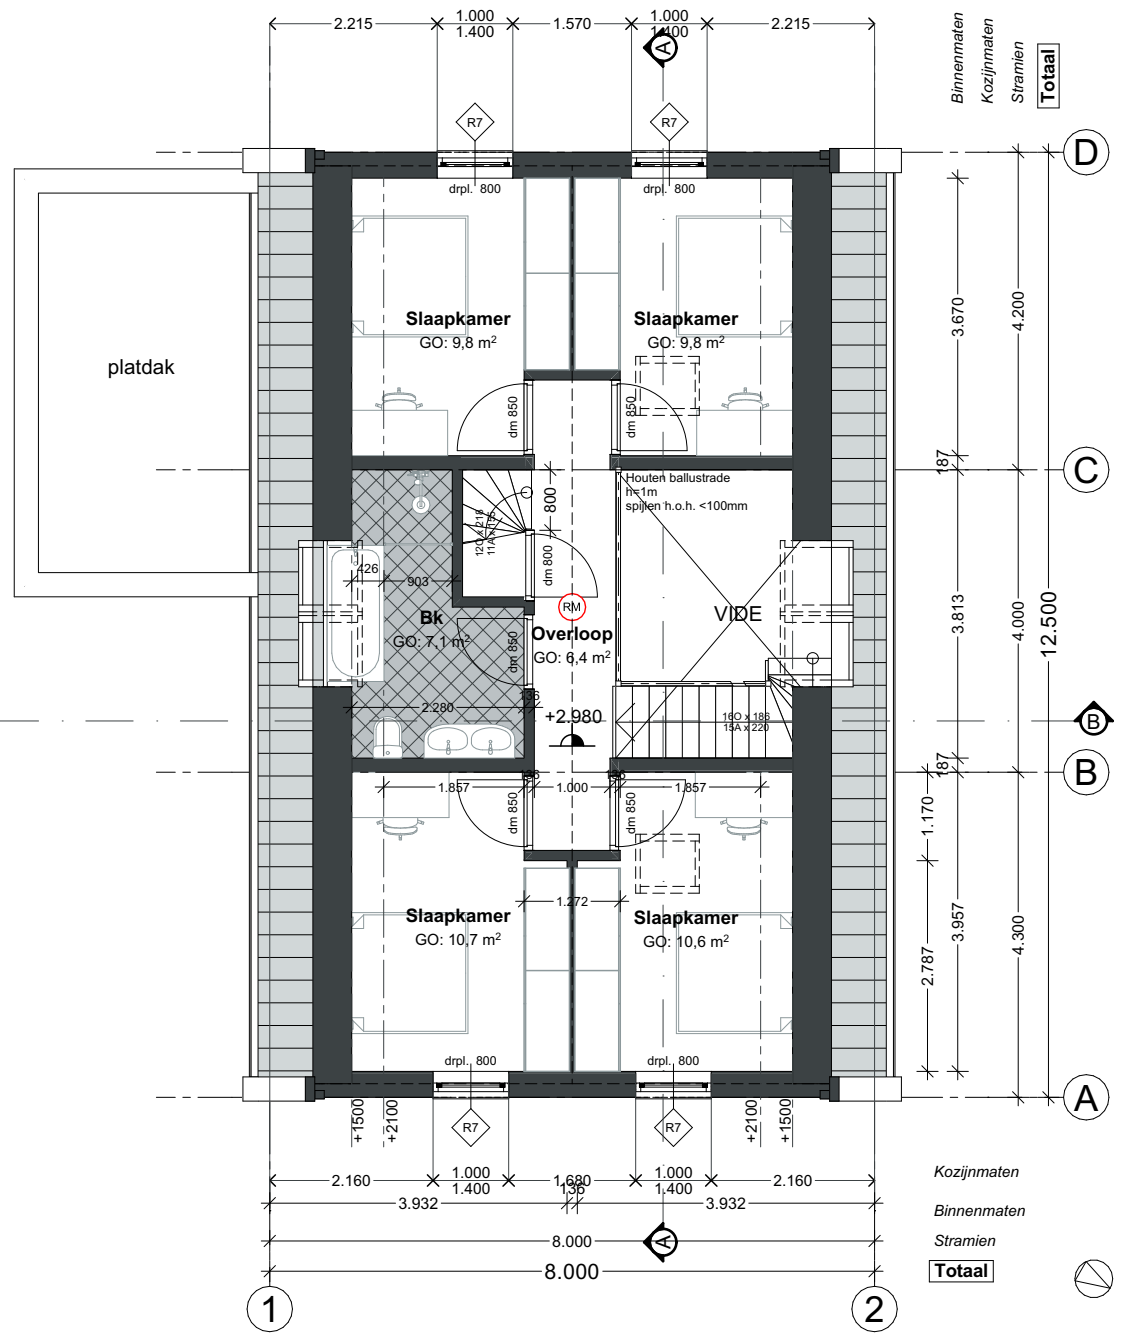 2.215
1.000
1.400
1.570
1.000
1.400
2.215
A
Binnenmaten
Kozijnmaten
Stramien
Totaal
R7
R7
D
drpl. 800
drpl. 800
platdak
Slaapkamer
GO: 9,8 m²
Slaapkamer
GO: 9,8 m²
3.670
4.200
12.500
dm 850
dm 850
187
C
Houten ballustrade
h=1m
spijlen h.o.h. <100mm
800
12O x 218
11A x 195
dm 800
426
903
RM
Bk
GO: 7,1 m²
dm 850
Overloop
GO: 6,4 m²
VIDE
3.813
4.000
2.280
136
+2.980
16O x 186
15A x 220
B
187
B
136
136
1.857
1.000
1.857
dm 850
dm 850
1.170
1.272
Slaapkamer
GO: 10,7 m²
Slaapkamer
GO: 10,6 m²
2.787
3.957
4.300
drpl. 800
drpl. 800
A
+1500
+2100
R7
R7
+2100
+1500
2.160
1.000
1.400
1.680
1.000
1.400
2.160
Kozijnmaten
3.932
136
3.932
Binnenmaten
8.000
A
Stramien
8.000
Totaal
1
2